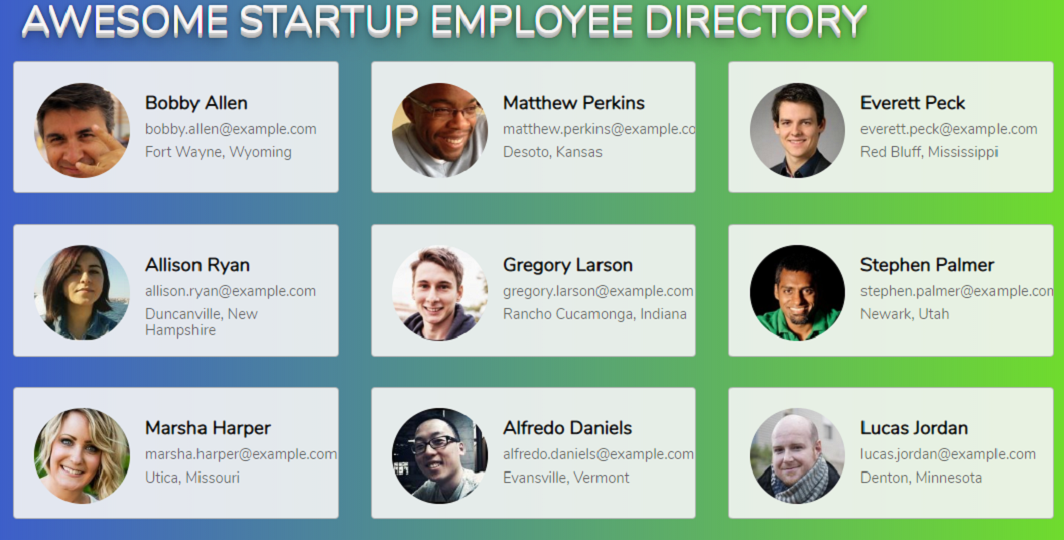 AWESOME STARTUP EMPLOYEE DIRECTORY
Bobby Allen
bobby.allen@example.com
Fort Wayne, Wyoming
Matthew Perkins
matthew.perkins@example.co
Desoto, Kansas
Everett Peck
everett.peck@example.com
Red Bluff, Mississippi
Allison Ryan
allison.ryan@example.com
Duncanville, New
Hampshire
Gregory Larson
gregory.larson@example.com
Rancho Cucamonga, Indiana
Stephen Palmer
stephen.palmer@example.com
Newark, Utah
Marsha Harper
marsha.harper@example.com
Utica, Missouri
Alfredo Daniels
alfredo.daniels@example.com
Evansville, Vermont
Lucas Jordan
lucas.jordan@example.com
Denton, Minnesota